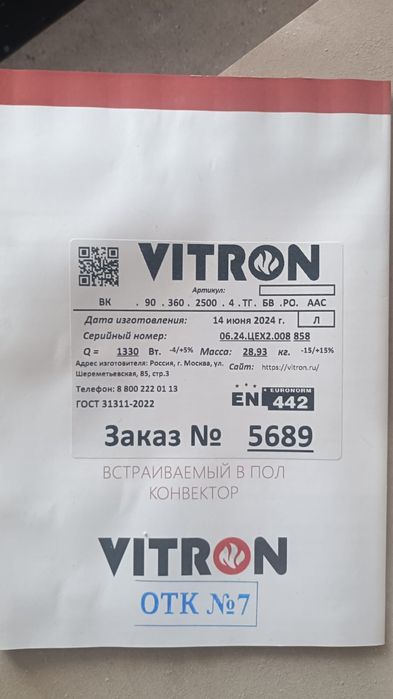 VITRON
Артикул:
ВК . 90 . 360 . 2500 . 4 . ТГ . БВ . РО. ААС
Дата изготовления: 14 июня 2024 г. Л
Серийный номер: 06.24.ЦЕХ2.008 858
Q = 1330 Вт. -4/+5% Масса: 28,93 кг. -15/+15%
Адрес изготовителя: Россия, г. Москва, ул. Шереметьевская, 85, стр.3
Сайт: https://vitron.ru/
Телефон: 8 800 222 01 13
ГОСТ 31311-2022
EN EURONORM 442
Заказ № 5689
ВСТРАИВАЕМЫЙ В ПОЛ
КОНВЕКТОР
VITRON
ОТК №7